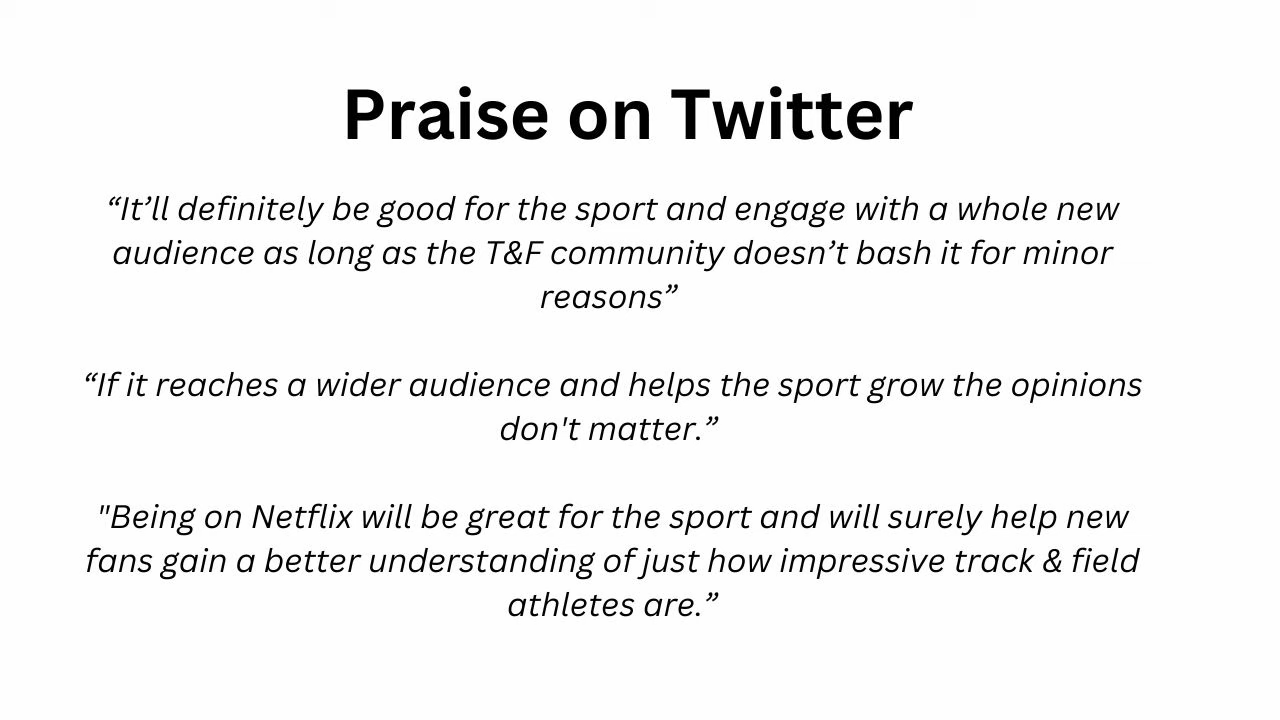 Praise on Twitter
“It’ll definitely be good for the sport and engage with a whole new
audience as long as the T&F community doesn’t bash it for minor
reasons”
“If it reaches a wider audience and helps the sport grow the opinions
don't matter.”
"Being on Netflix will be great for the sport and will surely help new
fans gain a better understanding of just how impressive track & field
athletes are.”